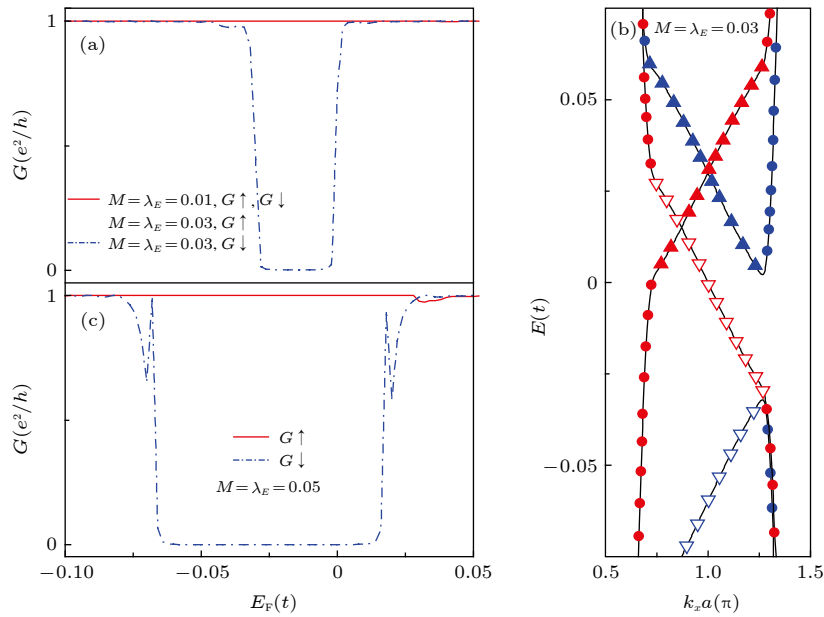 1
(a)
G(e²/h)
M=λ_E=0.01, G↑, G↓
M=λ_E=0.03, G↑
M=λ_E=0.03, G↓
0
1
(c)
G(e²/h)
G↑
G↓
M=λ_E=0.05
0
−0.10
−0.05
0
0.05
E_F(t)
(b)
M=λ_E=0.03
0.05
0
−0.05
E(t)
0.5
1.0
1.5
k_x a(π)